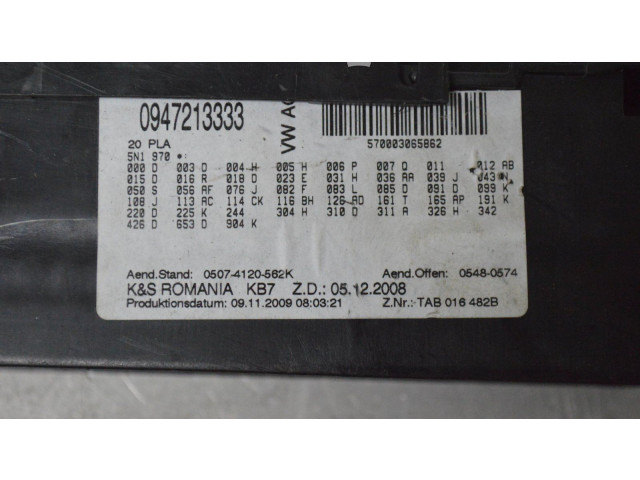 0947213333
VW AG
570003065862
20 PLA
5N1 970
000 D 003 D 004 H 005 H 006 P 007 Q 011 012 AB
015 D 016 R 018 D 023 E 031 H 036 AA 039 J 043 N
050 S 056 AF 076 J 082 F 083 L 085 D 091 D 099 K
108 J 113 AC 114 CK 116 BH 126 AD 161 T 165 AP 191 K
220 D 225 K 244 304 H 310 D 311 A 326 H 342
426 D 653 D 904 K
Aend.Stand: 0507-4120-562K Aend.Offen: 0548-0574
K&S ROMANIA KB7 Z.D.: 05.12.2008
Produktionsdatum: 09.11.2009 08:03:21 Z.Nr.: TAB 016 482B